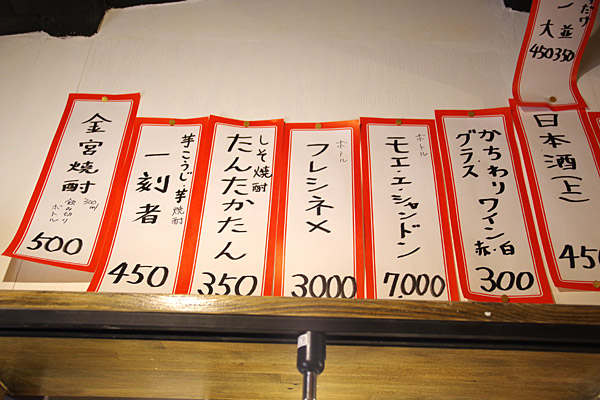 金宮焼酎
300ml
飲み切り
ボトル
500
芋こうじ・芋焼酎
一刻者
450
しそ焼酎
たんたかたん
350
ボトル
フレシネ×
3000
ボトル
モエ・エ・シャンドン
7,000
かちわりワイン
グラス
赤・白
300
日本酒(上)
450
だけ
並
350
大
450